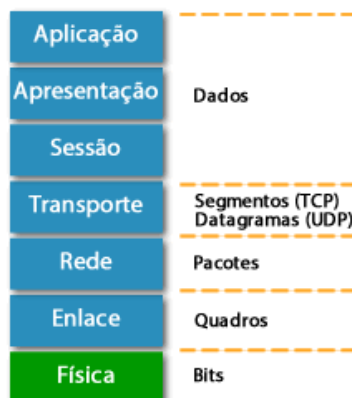 Aplicação
Apresentação
Dados
Sessão
Transporte
Segmentos (TCP)
Datagramas (UDP)
Rede
Pacotes
Enlace
Quadros
Física
Bits